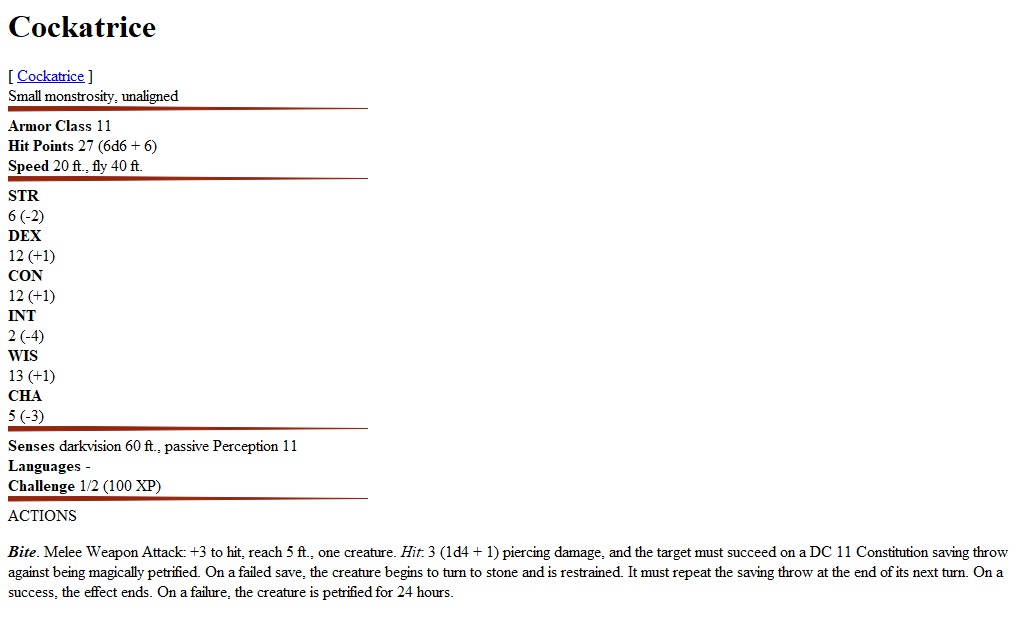 Cockatrice
[ Cockatrice ]
Small monstrosity, unaligned
Armor Class 11
Hit Points 27 (6d6 + 6)
Speed 20 ft., fly 40 ft.
STR
6 (-2)
DEX
12 (+1)
CON
12 (+1)
INT
2 (-4)
WIS
13 (+1)
CHA
5 (-3)
Senses darkvision 60 ft., passive Perception 11
Languages -
Challenge 1/2 (100 XP)
ACTIONS
Bite. Melee Weapon Attack: +3 to hit, reach 5 ft., one creature. Hit: 3 (1d4 + 1) piercing damage, and the target must succeed on a DC 11 Constitution saving throw
against being magically petrified. On a failed save, the creature begins to turn to stone and is restrained. It must repeat the saving throw at the end of its next turn. On a
success, the effect ends. On a failure, the creature is petrified for 24 hours.